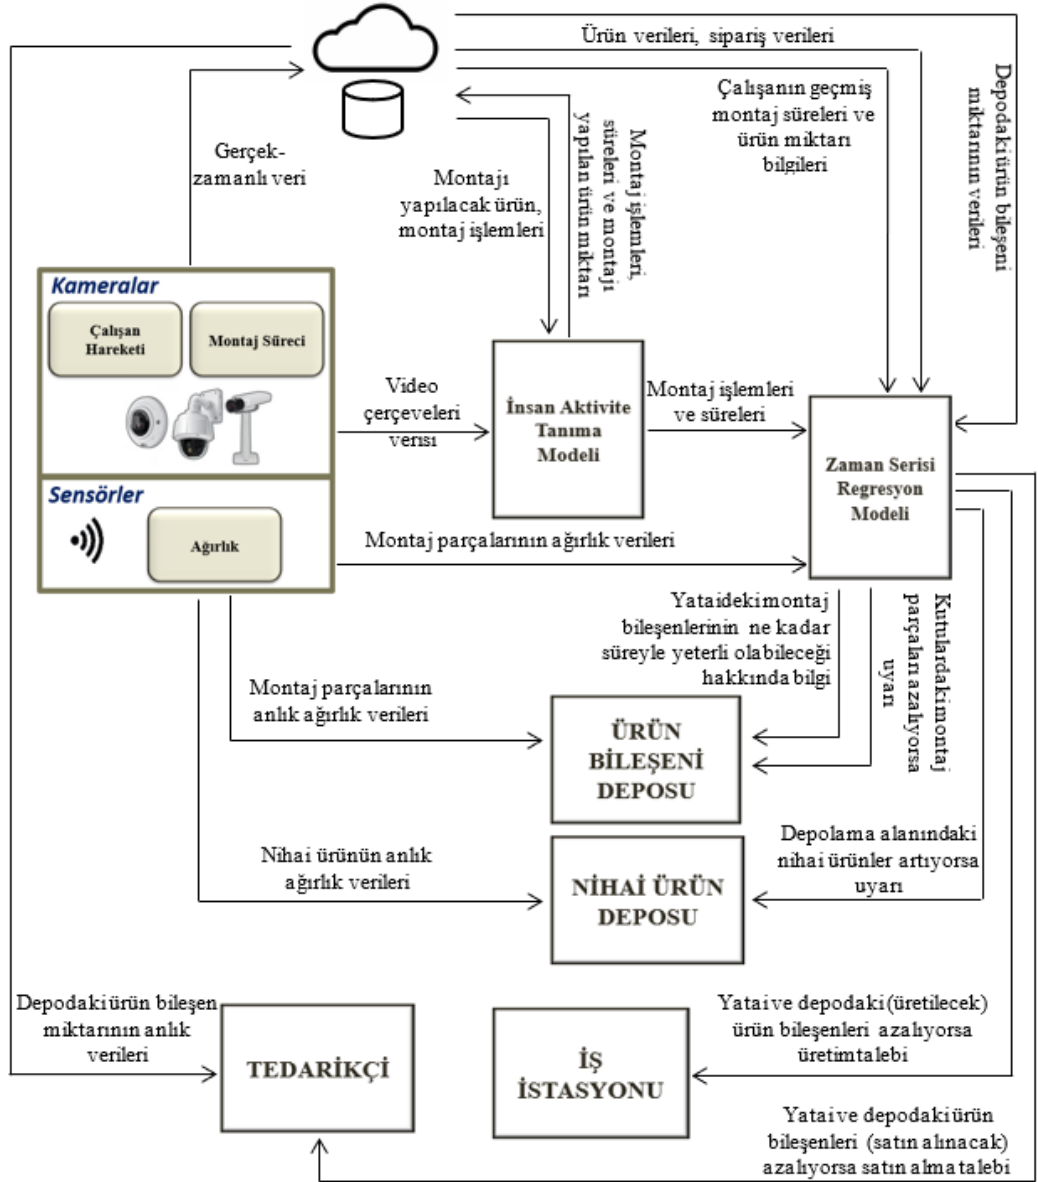 Ürün verileri, sipariş verileri
Çalışanın geçmiş
montaj süreleri ve
ürün miktarı
bilgileri
Depodaki ürün bileşeni
miktarının verileri
Gerçek-
zamanlı veri
Montajı
yapılacak ürün,
montaj işlemleri
Montaj işlemleri,
süreleri ve montajı
yapılan ürün miktarı
Kameralar
Çalışan
Hareketi
Montaj Süreci
Video
çerçeveleri
verisı
İnsan Aktivite
Tanıma
Modeli
Montaj işlemleri
ve süreleri
Zaman Serisi
Regresyon
Modeli
Sensörler
Ağırlık
Montaj parçalarının ağırlık verileri
Yataidekimontaj
bileşenlerinin ne kadar
süreyle yeterli olabileceği
hakkında bilgi
Kutulardaki montaj
parçaları azalıyorsa
uyarı
Montaj parçalarının
anlık ağırlık verileri
ÜRÜN
BİLEŞENİ
DEPOSU
Nihai ürünün anlık
ağırlık verileri
NİHAİ ÜRÜN
DEPOSU
Depolama alanındaki
nihai ürünler artıyorsa
uyarı
Depodaki ürün bileşen
miktarının anlık
verileri
TEDARİKÇİ
İŞ
İSTASYONU
Yatai ve depodaki (üretilecek)
ürün bileşenleri azalıyorsa
üretim talebi
Yatai ve depodaki ürün
bileşenleri (satın alınacak)
azalıyorsa satın alma talebi